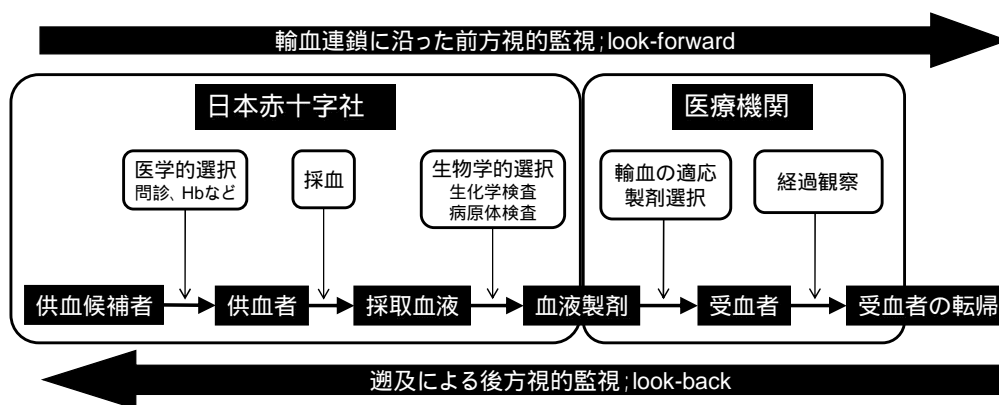 輸血連鎖に沿った前方視的監視；look-forward
日本赤十字社
医療機関
医学的選択
問診、Hbなど
採血
生物学的選択
生化学検査
病原体検査
輸血の適応
製剤選択
経過観察
供血候補者
供血者
採取血液
血液製剤
受血者
受血者の転帰
遡及による後方視的監視；look-back